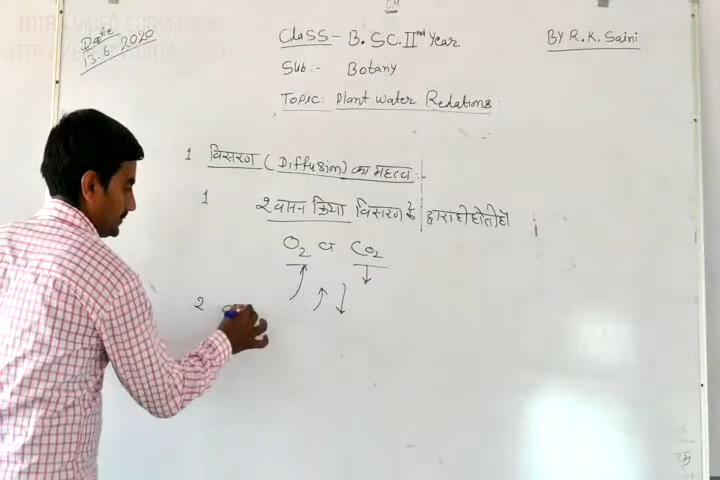 CM
Date
13.6.2020
Class - B.SC. IInd Year
BY R.K. Saini
Sub:- Botany
Topic: Plant water Relations
1 विसरण (Diffusion) का महत्व :-
1 श्वसन क्रिया विसरण के द्वारा ही होती है
O2 व CO2
2